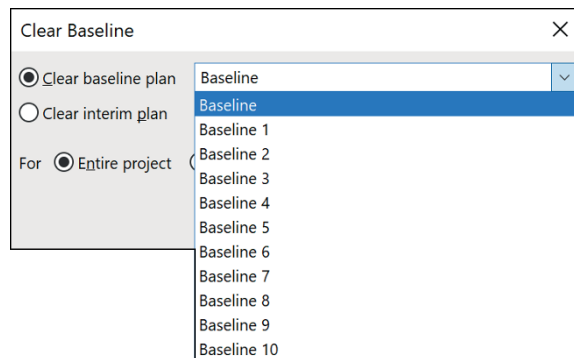 Clear Baseline
Clear baseline plan Baseline
Clear interim plan
For Entire project
Baseline
Baseline 1
Baseline 2
Baseline 3
Baseline 4
Baseline 5
Baseline 6
Baseline 7
Baseline 8
Baseline 9
Baseline 10